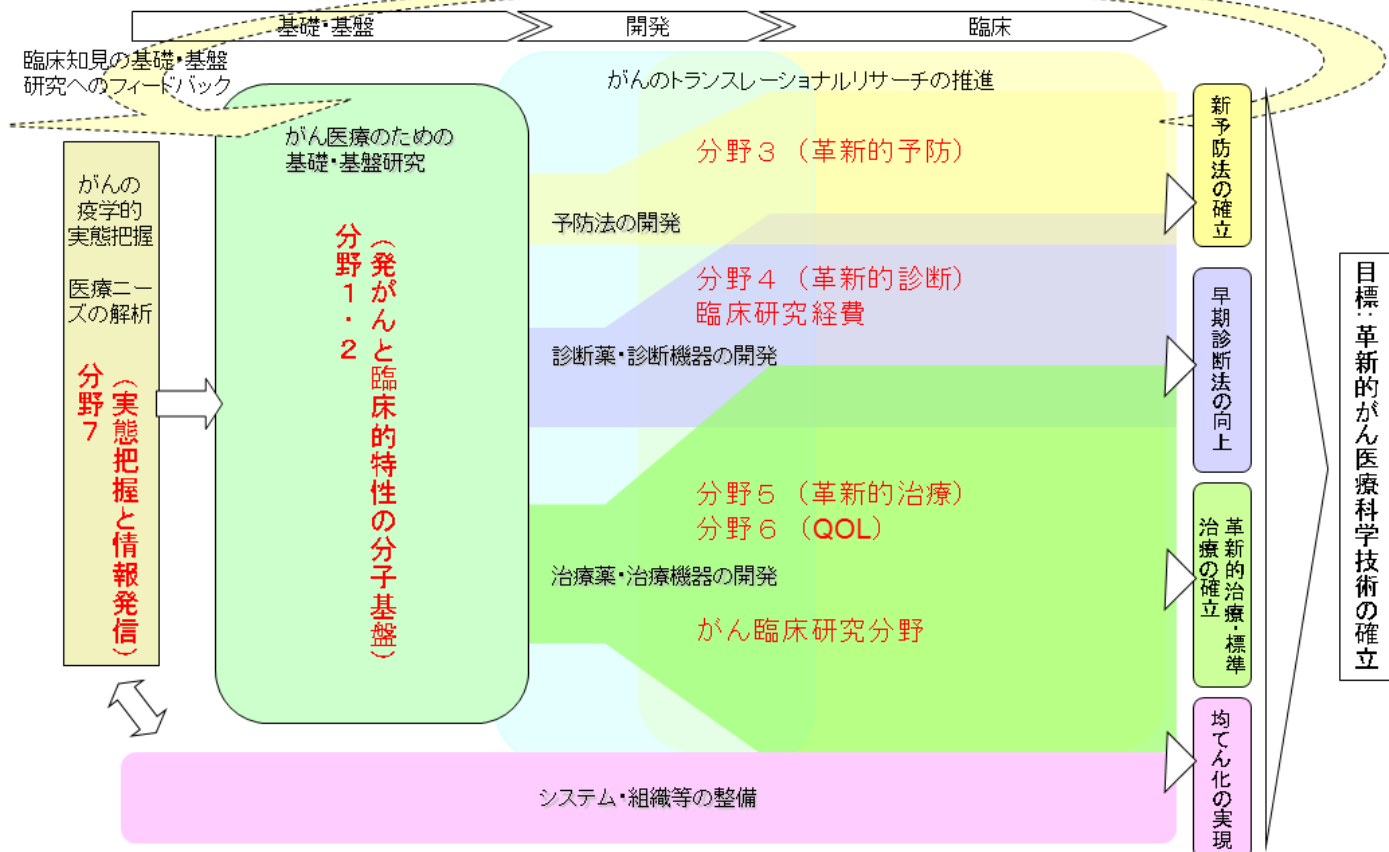 基礎・基盤
開発
臨床
臨床知見の基礎・基盤
研究へのフィードバック
がんのトランスレーショナルリサーチの推進
がんの
疫学的
実態把握
医療ニー
ズの解析
分野7
（実態把握と情報発信）
がん医療のための
基礎・基盤研究
分野1・2
（発がんと臨床的特性の分子基盤）
分野3（革新的予防）
予防法の開発
分野4（革新的診断）
臨床研究経費
診断薬・診断機器の開発
分野5（革新的治療）
分野6（QOL）
治療薬・治療機器の開発
がん臨床研究分野
システム・組織等の整備
新予防法の確立
早期診断法の向上
革新的治療・標準
治療の確立
均てん化の実現
目標：革新的がん医療科学技術の確立